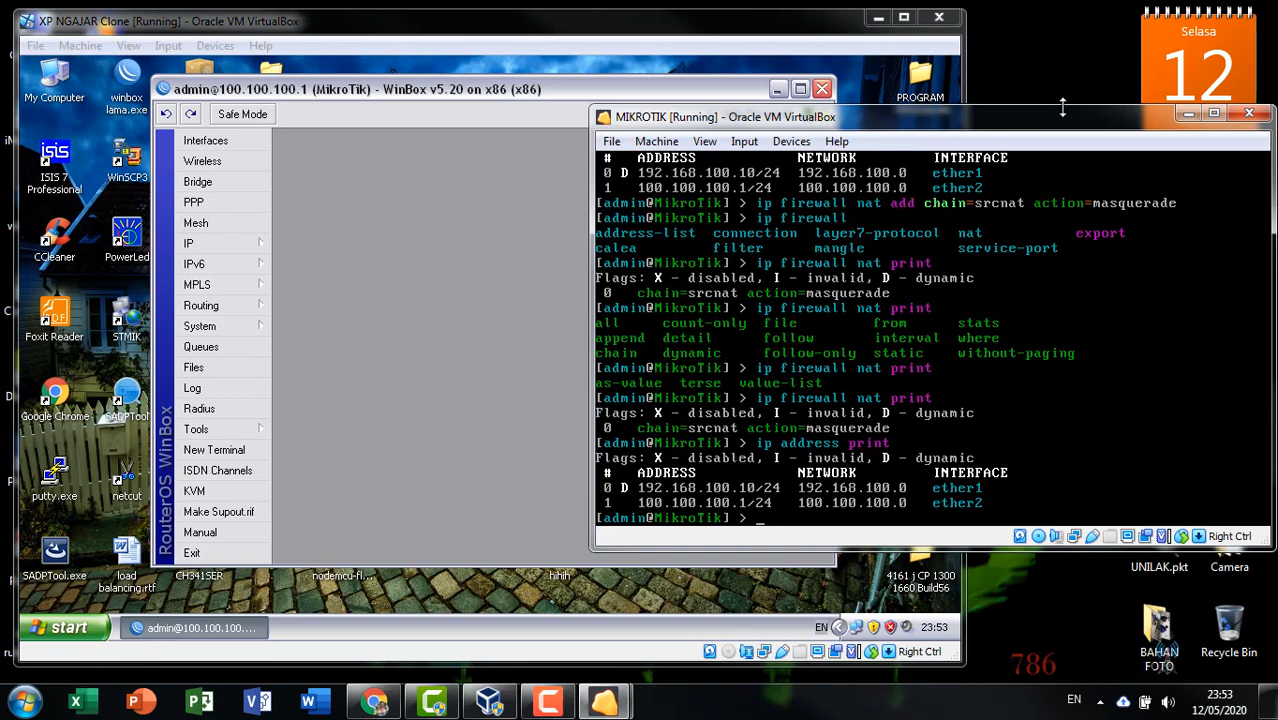 XP NGAJAR Clone [Running] - Oracle VM VirtualBox
File Machine View Input Devices Help
My Computer
winbox lama.exe
PROGRAM
ISIS 7 Professional
WinSCP3
CCleaner
PowerLed
Foxit Reader
STMIK
Google Chrome
SADPTool
putty.exe
netcut
SADPTool.exe
load balancing.rtf
CH341SER
nodemcu-fl...
hihih
4161 j CP 1300 1660 Build56
start
admin@100.100.100....
EN
23:53
Right Ctrl
admin@100.100.100.1 (MikroTik) - WinBox v5.20 on x86 (x86)
Safe Mode
Interfaces
Wireless
Bridge
PPP
Mesh
IP
IPv6
MPLS
Routing
System
Queues
Files
Log
Radius
Tools
New Terminal
ISDN Channels
KVM
Make Supout.rif
Manual
Exit
RouterOS WinBox
MIKROTIK [Running] - Oracle VM VirtualBox
File Machine View Input Devices Help
# ADDRESS NETWORK INTERFACE
0 D 192.168.100.10/24 192.168.100.0 ether1
1 100.100.100.1/24 100.100.100.0 ether2
[admin@MikroTik] > ip firewall nat add chain=srcnat action=masquerade
[admin@MikroTik] > ip firewall
address-list connection layer7-protocol nat export
calea filter mangle service-port
[admin@MikroTik] > ip firewall nat print
Flags: X - disabled, I - invalid, D - dynamic
0 chain=srcnat action=masquerade
[admin@MikroTik] > ip firewall nat print
all count-only file from stats
append detail follow interval where
chain dynamic follow-only static without-paging
[admin@MikroTik] > ip firewall nat print
as-value terse value-list
[admin@MikroTik] > ip firewall nat print
Flags: X - disabled, I - invalid, D - dynamic
0 chain=srcnat action=masquerade
[admin@MikroTik] > ip address print
Flags: X - disabled, I - invalid, D - dynamic
# ADDRESS NETWORK INTERFACE
0 D 192.168.100.10/24 192.168.100.0 ether1
1 100.100.100.1/24 100.100.100.0 ether2
[admin@MikroTik] > _
Right Ctrl
Selasa
12
UNILAK.pkt
Camera
BAHAN FOTO
Recycle Bin
786
EN
23:53
12/05/2020